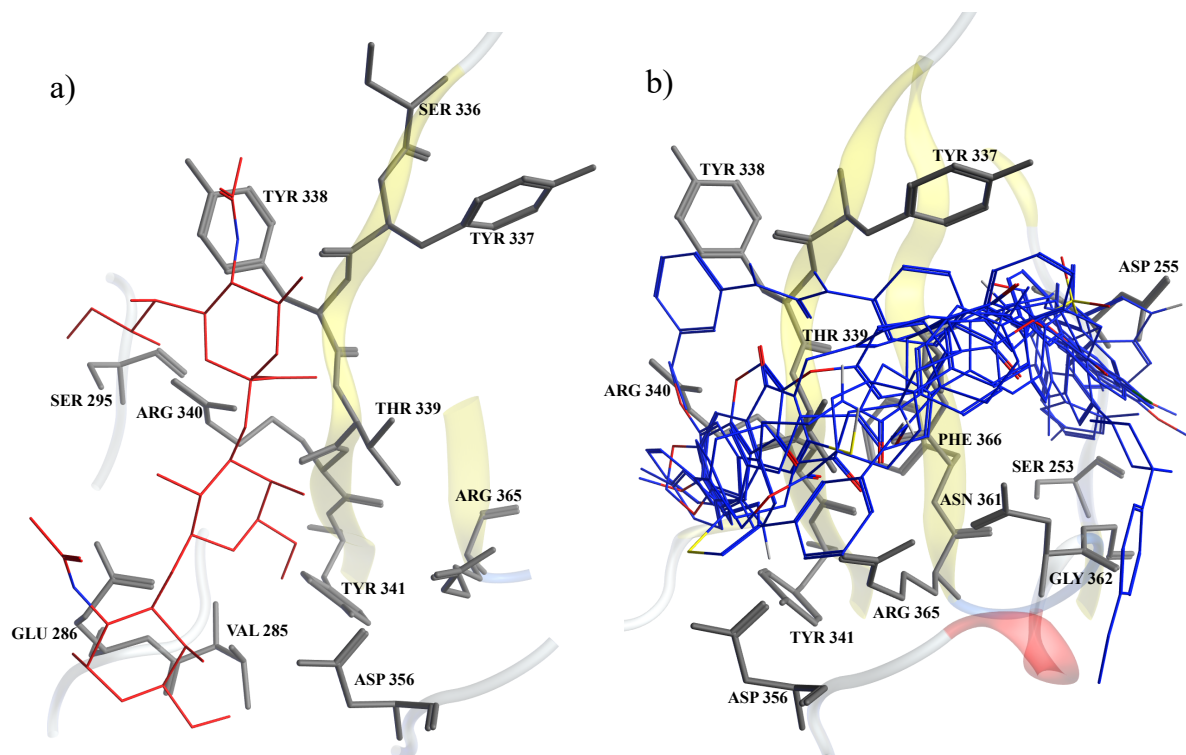 a)
SER 336
TYR 338
TYR 337
SER 295
ARG 340
THR 339
ARG 365
TYR 341
GLU 286
VAL 285
ASP 356
b)
TYR 337
TYR 338
ASP 255
THR 339
ARG 340
PHE 366
SER 253
ASN 361
GLY 362
ARG 365
TYR 341
ASP 356